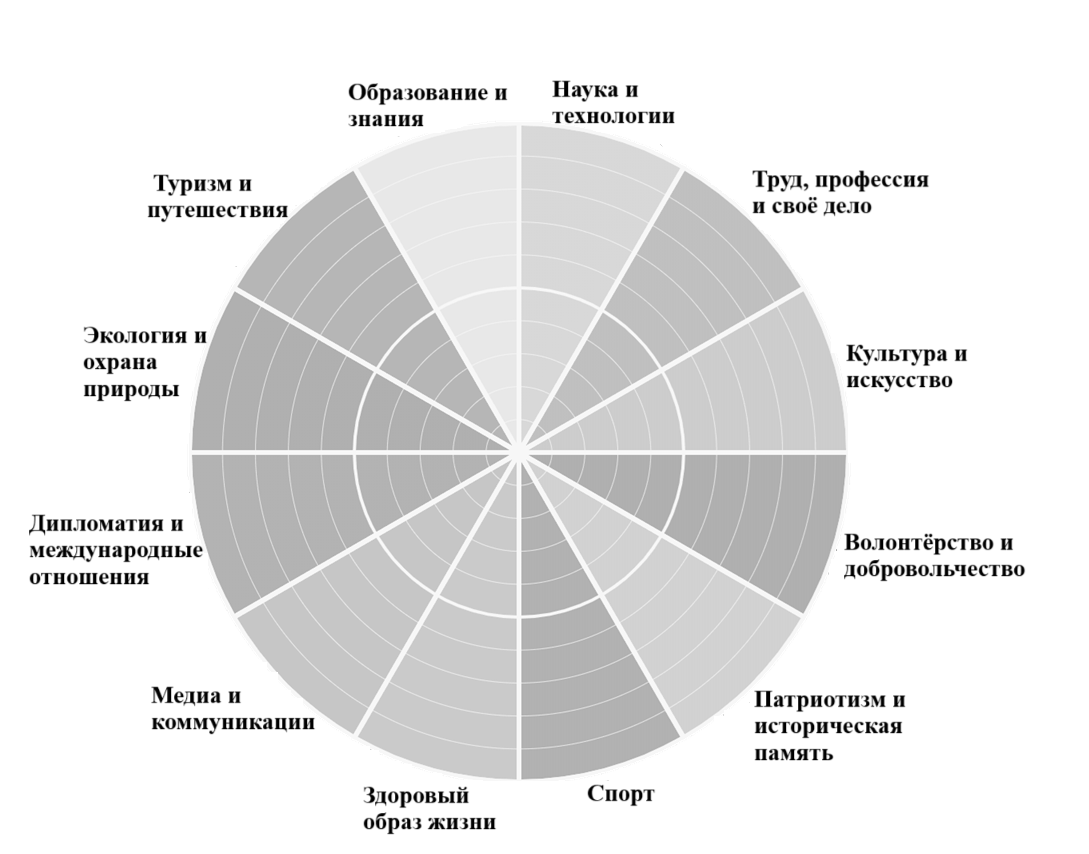 Образование и
знания
Наука и
технологии
Труд, профессия
и своё дело
Культура и
искусство
Волонтёрство и
добровольчество
Патриотизм и
историческая
память
Спорт
Здоровый
образ жизни
Медиа и
коммуникации
Дипломатия и
международные
отношения
Экология и
охрана
природы
Туризм и
путешествия